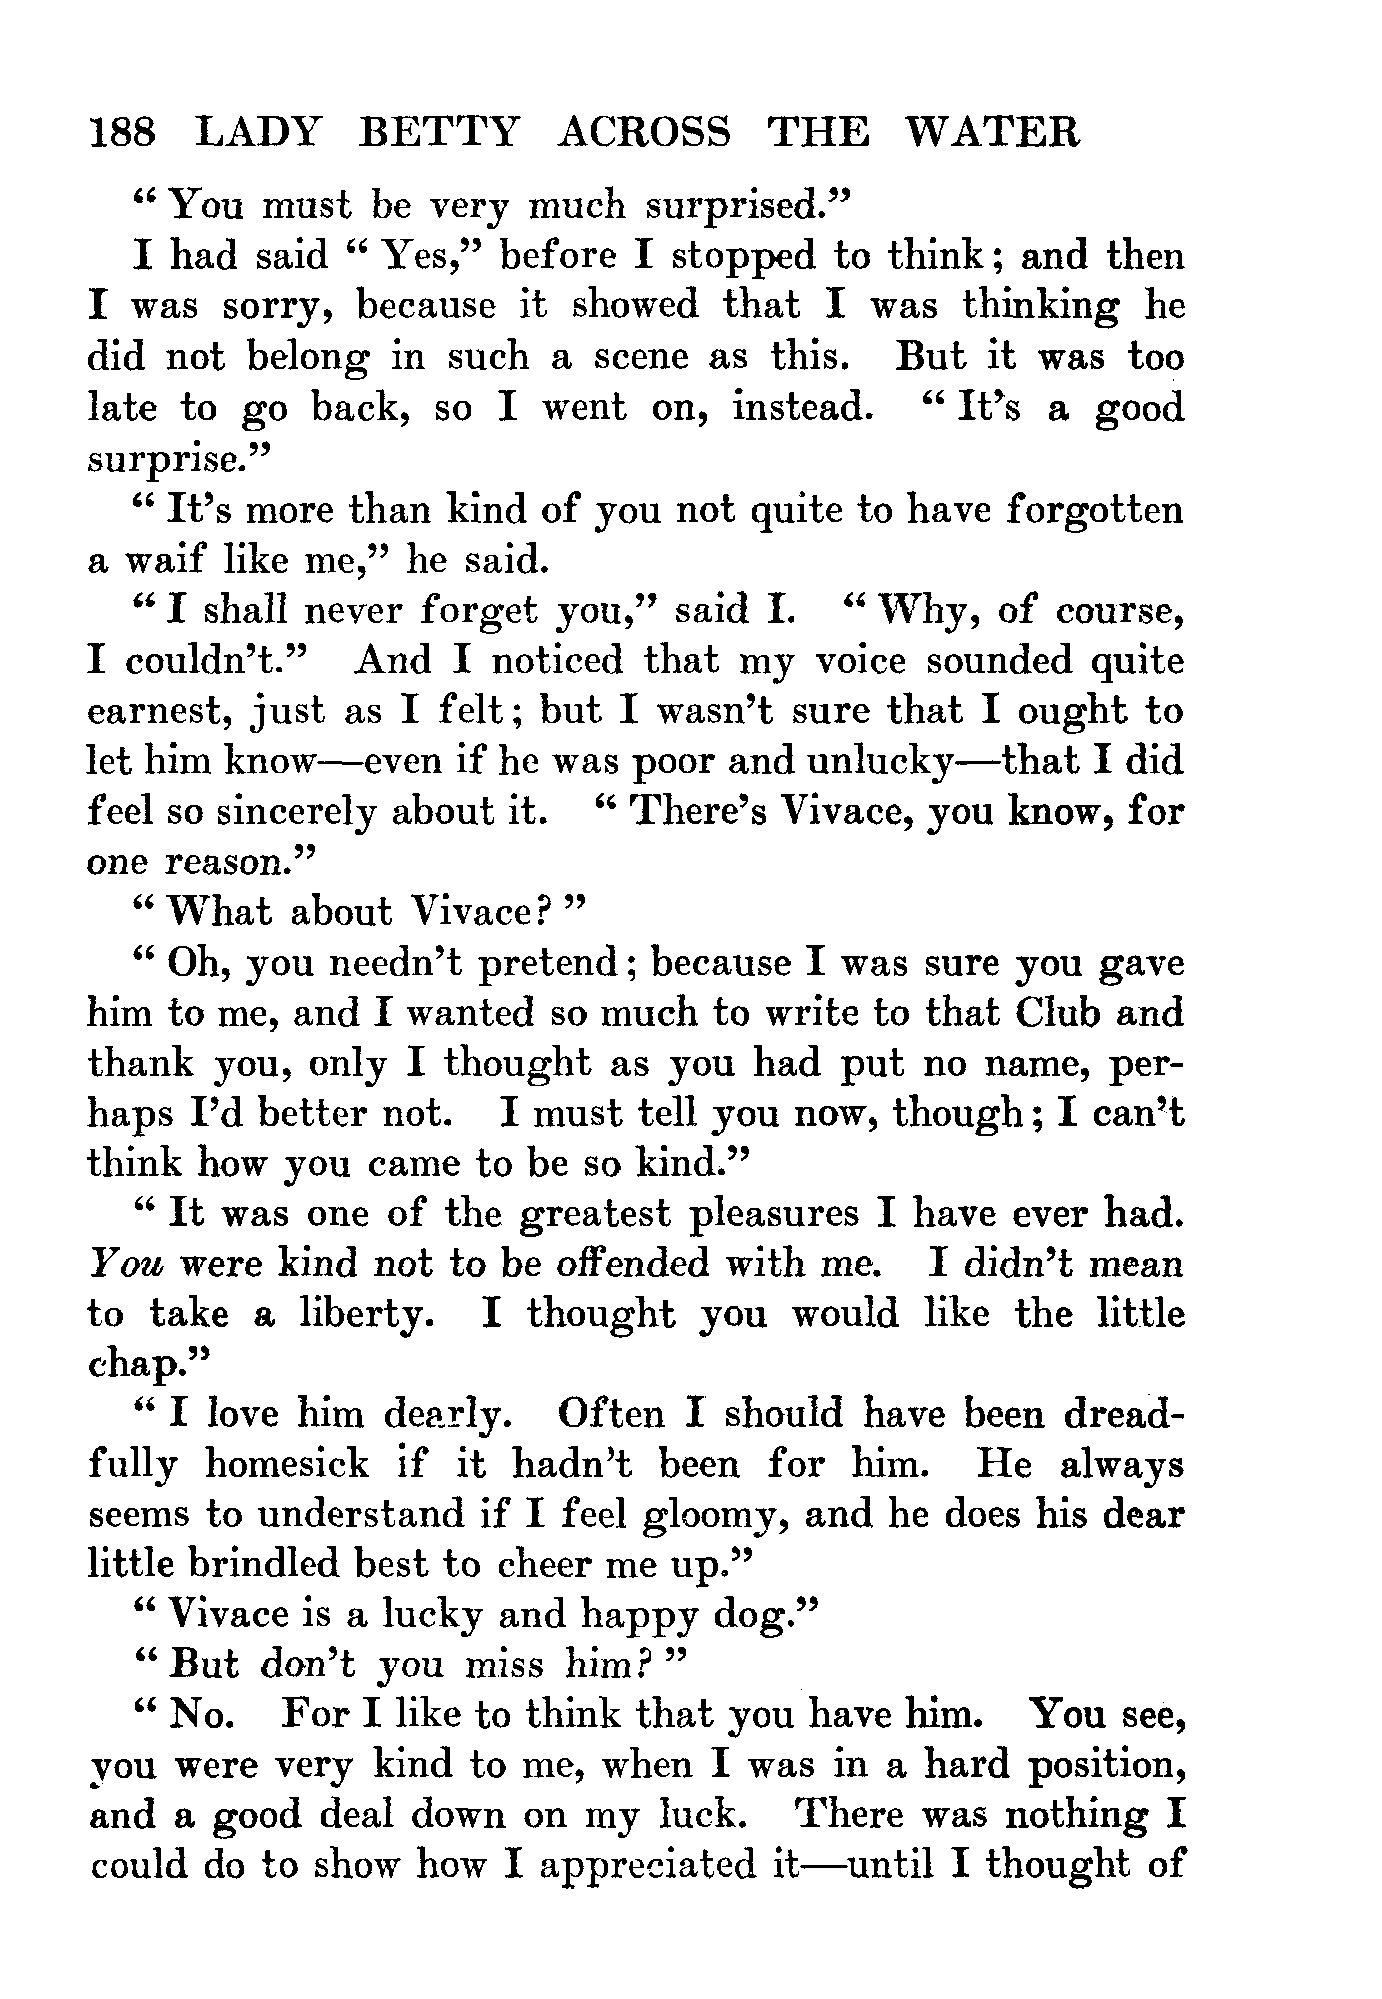 188 LADY BETTY ACROSS THE WATER
“ You must be very much surprised.”
I had said “ Yes,” before I stopped to think ; and then
I was sorry, because it showed that I was thinking he
did not belong in such a scene as this. But it was too
late to go back, so I went on, instead. “ It’s a good
surprise.”
“ It’s more than kind of you not quite to have forgotten
a waif like me,” he said.
“ I shall never forget you,” said I. “ Why, of course,
I couldn’t.” And I noticed that my voice sounded quite
earnest, just as I felt ; but I wasn’t sure that I ought to
let him know—even if he was poor and unlucky—that I did
feel so sincerely about it. “ There’s Vivace, you know, for
one reason.”
“ What about Vivace? ”
“ Oh, you needn’t pretend ; because I was sure you gave
him to me, and I wanted so much to write to that Club and
thank you, only I thought as you had put no name, per-
haps I’d better not. I must tell you now, though ; I can’t
think how you came to be so kind.”
“ It was one of the greatest pleasures I have ever had.
You were kind not to be offended with me. I didn’t mean
to take a liberty. I thought you would like the little
chap.”
“ I love him dearly. Often I should have been dread-
fully homesick if it hadn’t been for him. He always
seems to understand if I feel gloomy, and he does his dear
little brindled best to cheer me up.”
“ Vivace is a lucky and happy dog.”
“ But don’t you miss him? ”
“ No. For I like to think that you have him. You see,
you were very kind to me, when I was in a hard position,
and a good deal down on my luck. There was nothing I
could do to show how I appreciated it—until I thought of